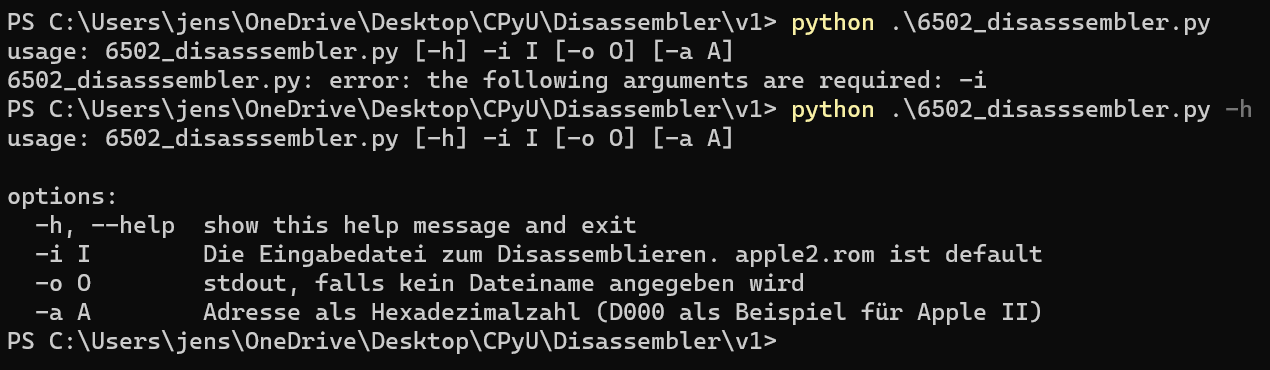 PS C:\Users\jens\OneDrive\Desktop\CPyU\Disassembler\v1> python .\6502_disasssembler.py
usage: 6502_disasssembler.py [-h] -i I [-o O] [-a A]
6502_disasssembler.py: error: the following arguments are required: -i
PS C:\Users\jens\OneDrive\Desktop\CPyU\Disassembler\v1> python .\6502_disasssembler.py -h
usage: 6502_disasssembler.py [-h] -i I [-o O] [-a A]
options:
  -h, --help  show this help message and exit
  -i I        Die Eingabedatei zum Disassemblieren. apple2.rom ist default
  -o O        stdout, falls kein Dateiname angegeben wird
  -a A        Adresse als Hexadezimalzahl (D000 als Beispiel für Apple II)
PS C:\Users\jens\OneDrive\Desktop\CPyU\Disassembler\v1>